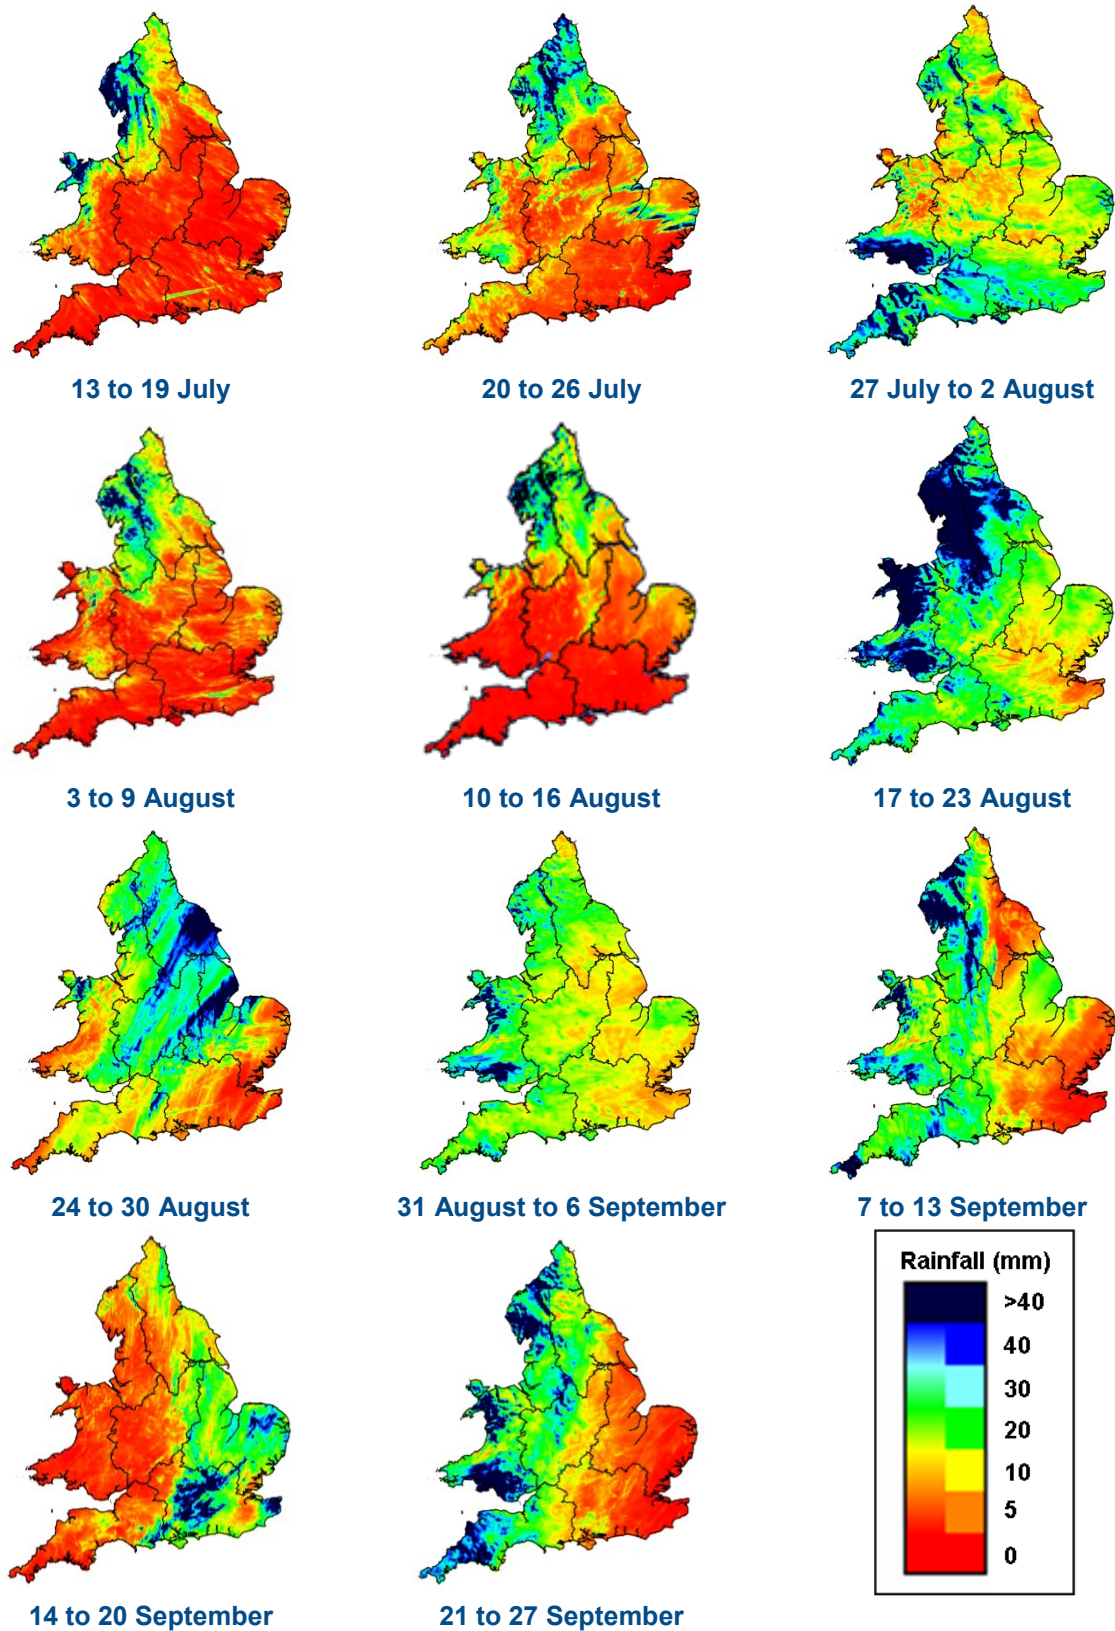 13 to 19 July
20 to 26 July
27 July to 2 August
3 to 9 August
10 to 16 August
17 to 23 August
24 to 30 August
31 August to 6 September
7 to 13 September
Rainfall (mm)
>40
40
30
20
10
5
0
14 to 20 September
21 to 27 September